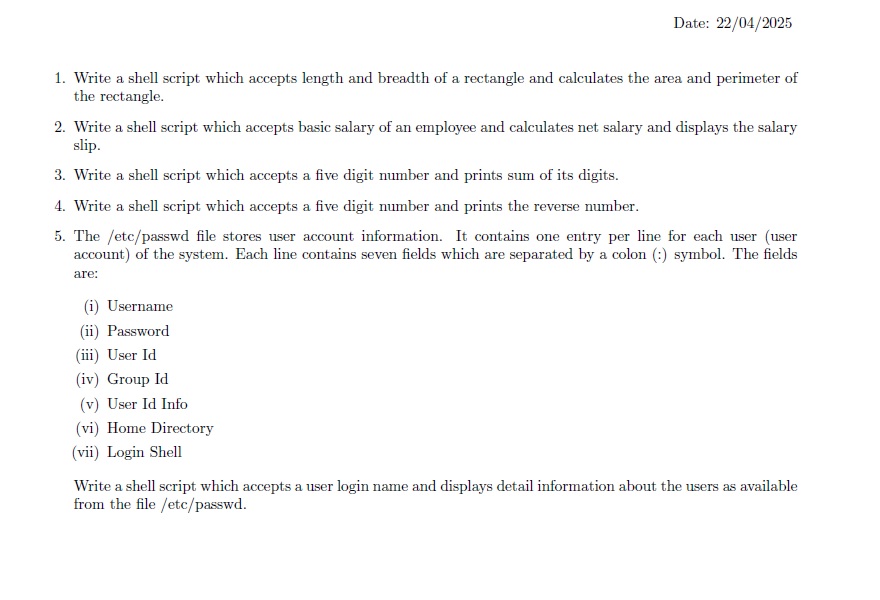 Date: 22/04/2025
1. Write a shell script which accepts length and breadth of a rectangle and calculates the area and perimeter of
the rectangle.
2. Write a shell script which accepts basic salary of an employee and calculates net salary and displays the salary
slip.
3. Write a shell script which accepts a five digit number and prints sum of its digits.
4. Write a shell script which accepts a five digit number and prints the reverse number.
5. The /etc/passwd file stores user account information. It contains one entry per line for each user (user
account) of the system. Each line contains seven fields which are separated by a colon (:) symbol. The fields
are:
(i) Username
(ii) Password
(iii) User Id
(iv) Group Id
(v) User Id Info
(vi) Home Directory
(vii) Login Shell
Write a shell script which accepts a user login name and displays detail information about the users as available
from the file /etc/passwd.